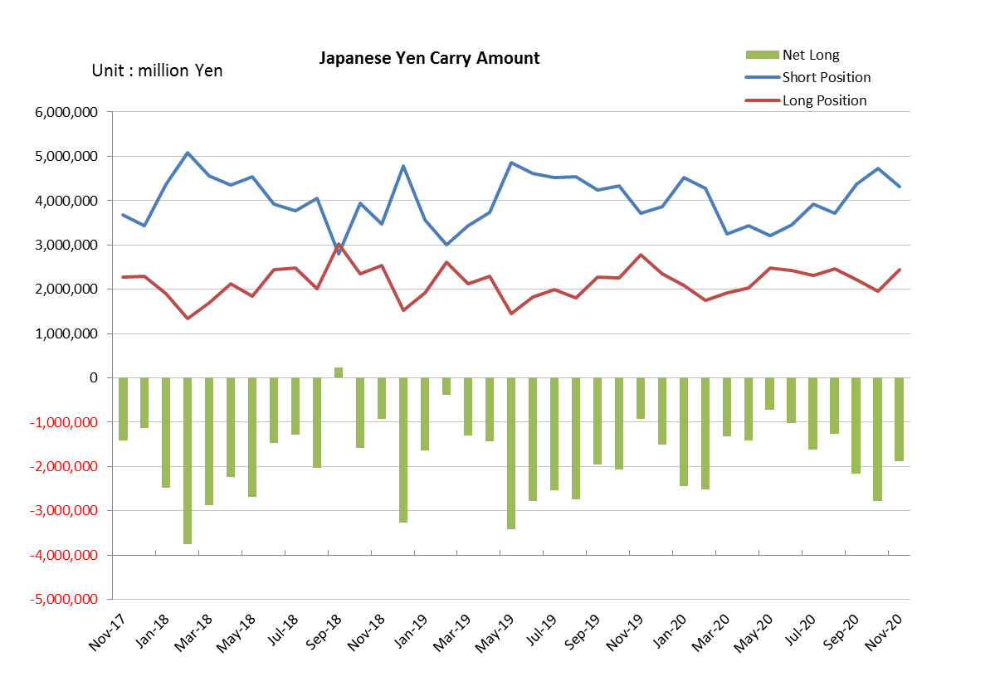 Japanese Yen Carry Amount
Unit : million Yen
Net Long
Short Position
Long Position
6,000,000
5,000,000
4,000,000
3,000,000
2,000,000
1,000,000
0
-1,000,000
-2,000,000
-3,000,000
-4,000,000
-5,000,000
Nov-17
Jan-18
Mar-18
May-18
Jul-18
Sep-18
Nov-18
Jan-19
Mar-19
May-19
Jul-19
Sep-19
Nov-19
Jan-20
Mar-20
May-20
Jul-20
Sep-20
Nov-20